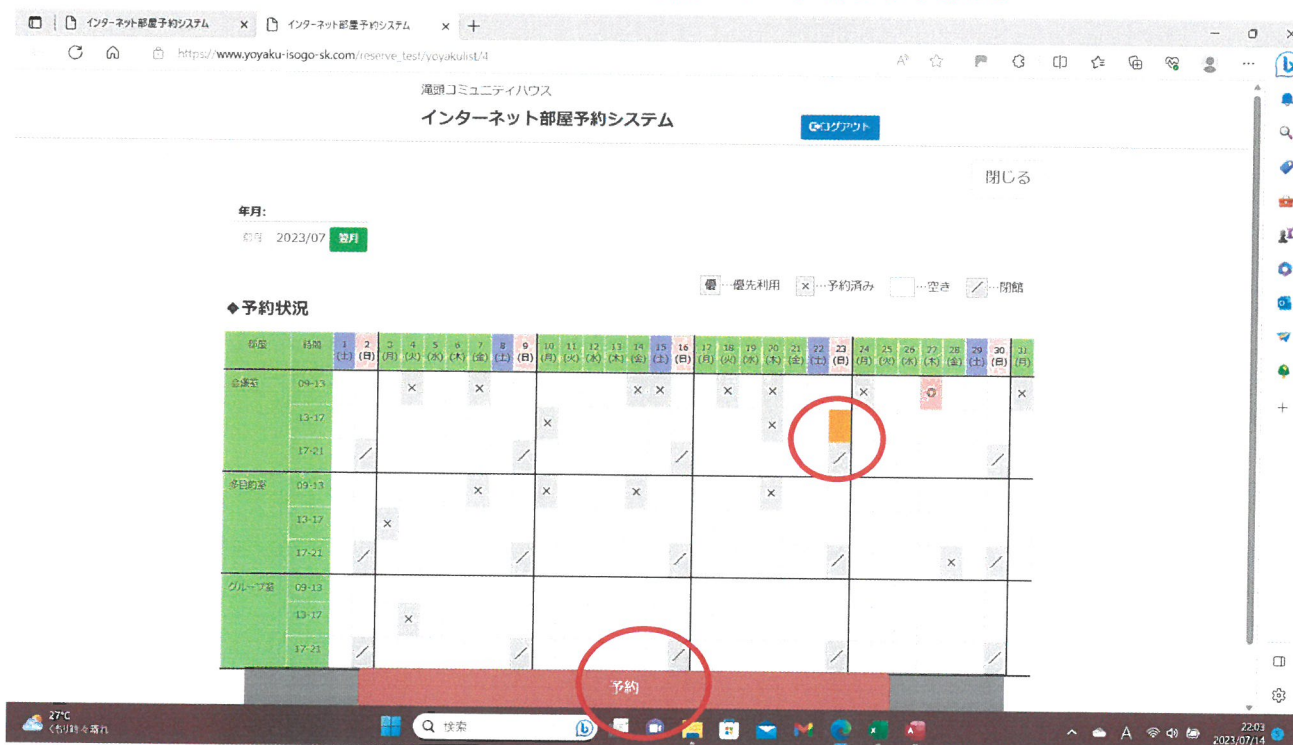 インターネット部屋予約システム インターネット部屋予約システム
https://www.yoyaku-isogo-sk.com/reserve_test/yoyakulist/4
滝頭コミュニティハウス
インターネット部屋予約システム
ログアウト
閉じる
年月:
2023/07 翌月
優…優先利用 ×…予約済み …空き /…閉館
◆予約状況
部屋 時間 1 2 3 4 5 6 7 8 9 10 11 12 13 14 15 16 17 18 19 20 21 22 23 24 25 26 27 28 29 30 31
(土) (日) (月) (火) (水) (木) (金) (土) (日) (月) (火) (水) (木) (金) (土) (日) (月) (火) (水) (木) (金) (土) (日) (月) (火) (水) (木) (金) (土) (日) (月)
会議室 09-13 × × × × × × × ◎ ×
13-17 × ×
17-21 / / / / /
多目的室 09-13 × × × ×
13-17 ×
17-21 / / / / × /
グループ室 09-13
13-17 ×
17-21 / / / / /
予約
27°C
くもり時々晴れ
検索
A
22:03
2023/07/14